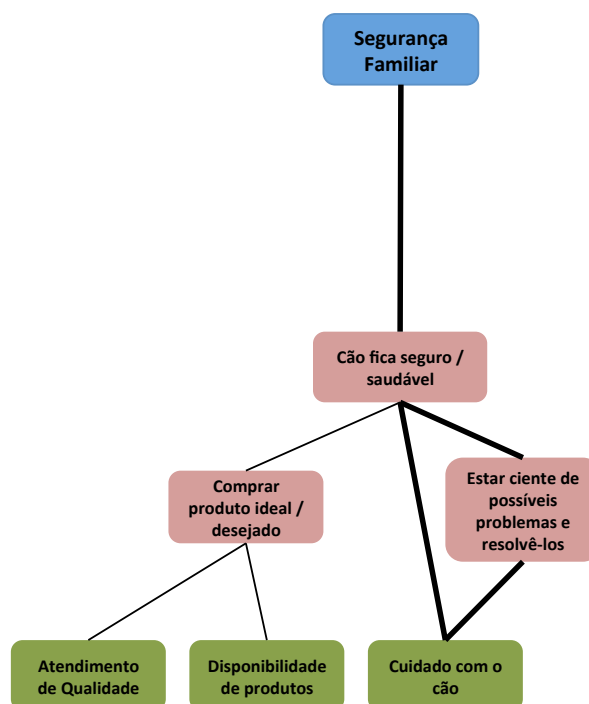 Segurança
Familiar
Cão fica seguro /
saudável
Comprar
produto ideal /
desejado
Estar ciente de
possíveis
problemas e
resolvê-los
Atendimento
de Qualidade
Disponibilidade
de produtos
Cuidado com o
cão